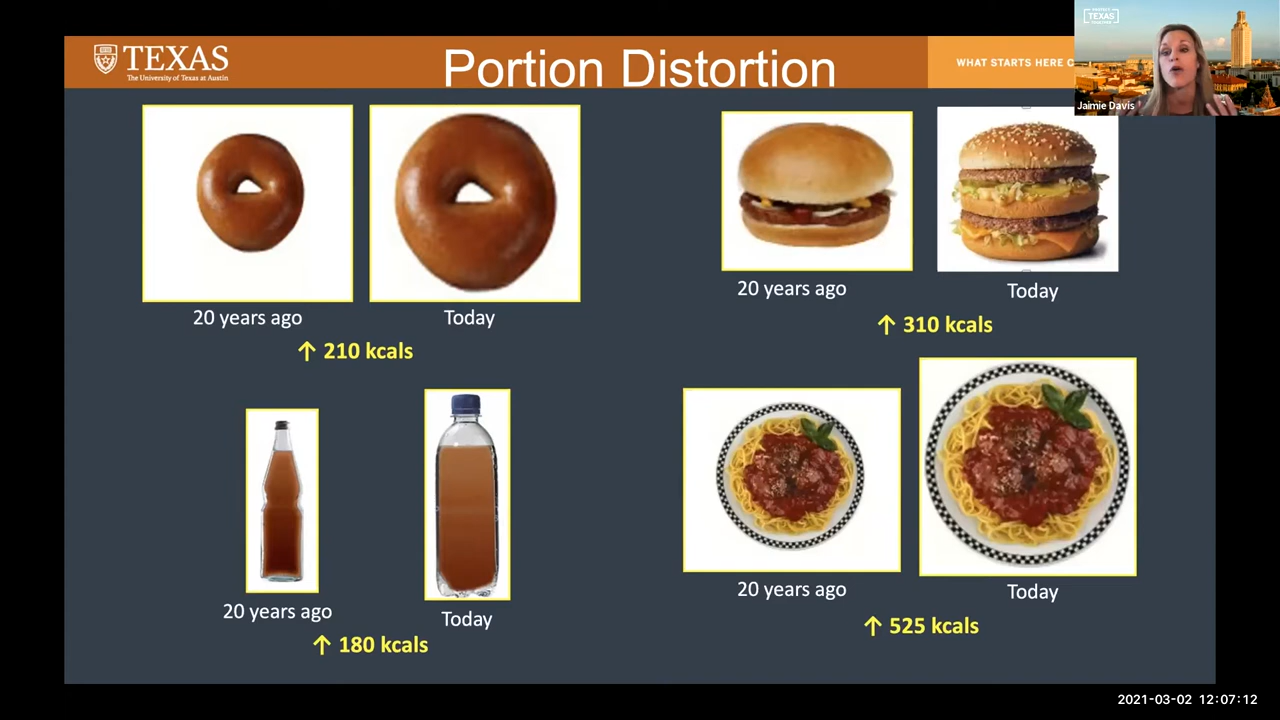 TEXAS
The University of Texas at Austin
Portion Distortion
WHAT STARTS HERE C
TEXAS
Jaimie Davis
20 years ago
Today
↑ 210 kcals
20 years ago
Today
↑ 310 kcals
20 years ago
Today
↑ 180 kcals
20 years ago
Today
↑ 525 kcals
2021-03-02 12:07:12